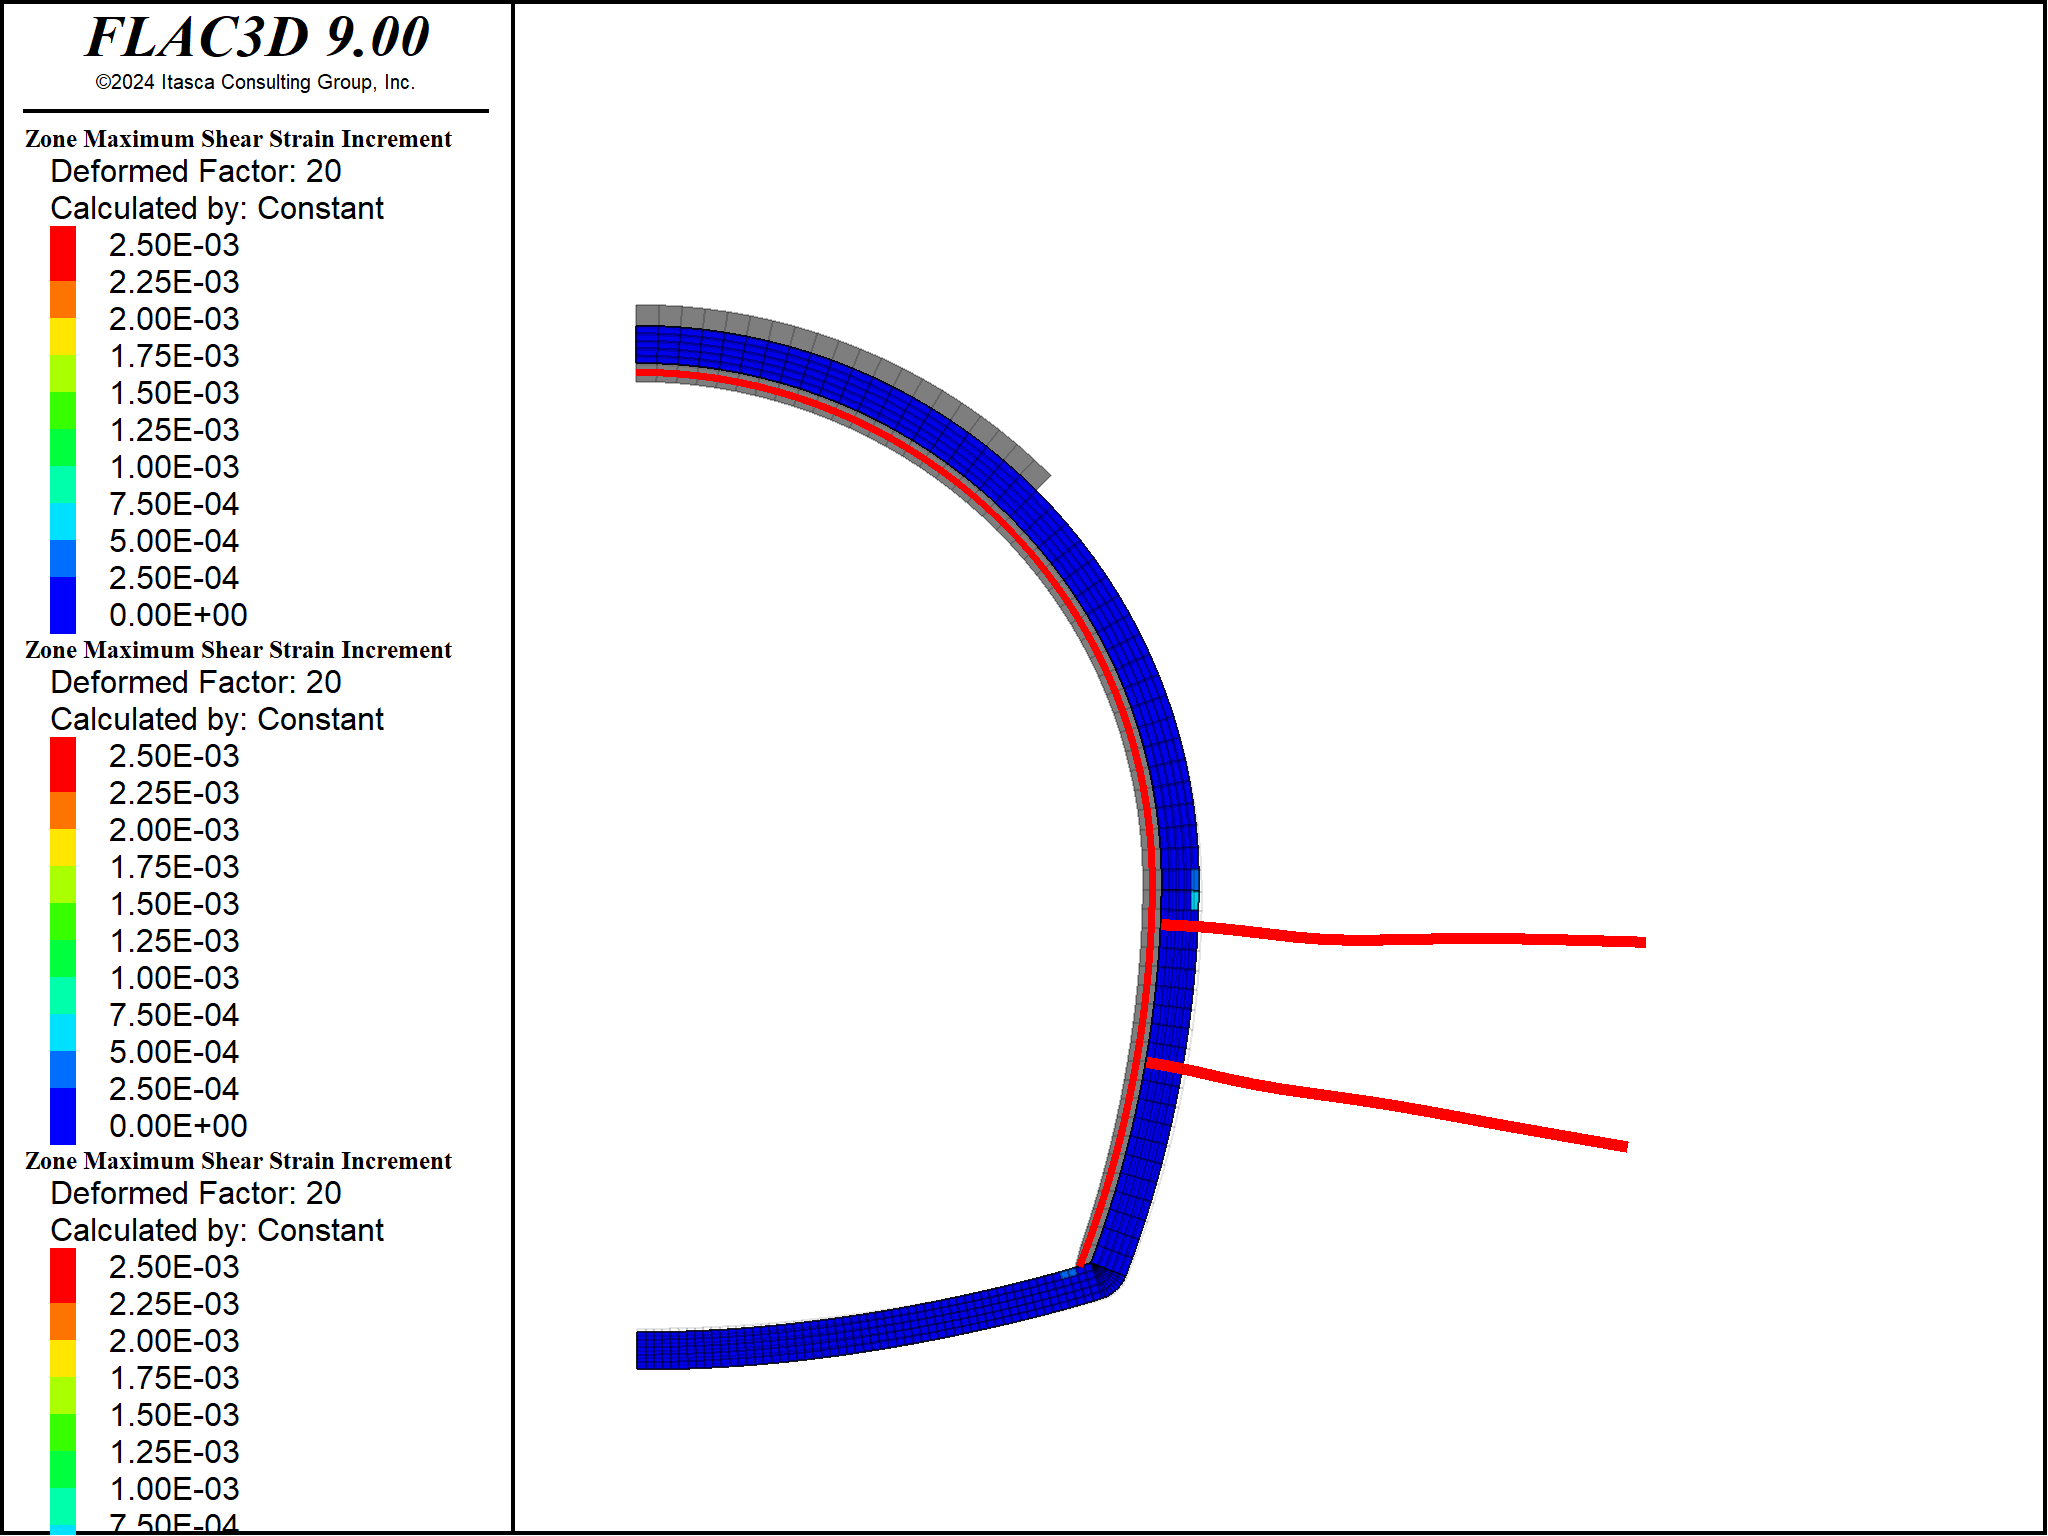 FLAC3D 9.00
©2024 Itasca Consulting Group, Inc.
Zone Maximum Shear Strain Increment
Deformed Factor: 20
Calculated by: Constant
2.50E-03
2.25E-03
2.00E-03
1.75E-03
1.50E-03
1.25E-03
1.00E-03
7.50E-04
5.00E-04
2.50E-04
0.00E+00
Zone Maximum Shear Strain Increment
Deformed Factor: 20
Calculated by: Constant
2.50E-03
2.25E-03
2.00E-03
1.75E-03
1.50E-03
1.25E-03
1.00E-03
7.50E-04
5.00E-04
2.50E-04
0.00E+00
Zone Maximum Shear Strain Increment
Deformed Factor: 20
Calculated by: Constant
2.50E-03
2.25E-03
2.00E-03
1.75E-03
1.50E-03
1.25E-03
1.00E-03
7.50E-04